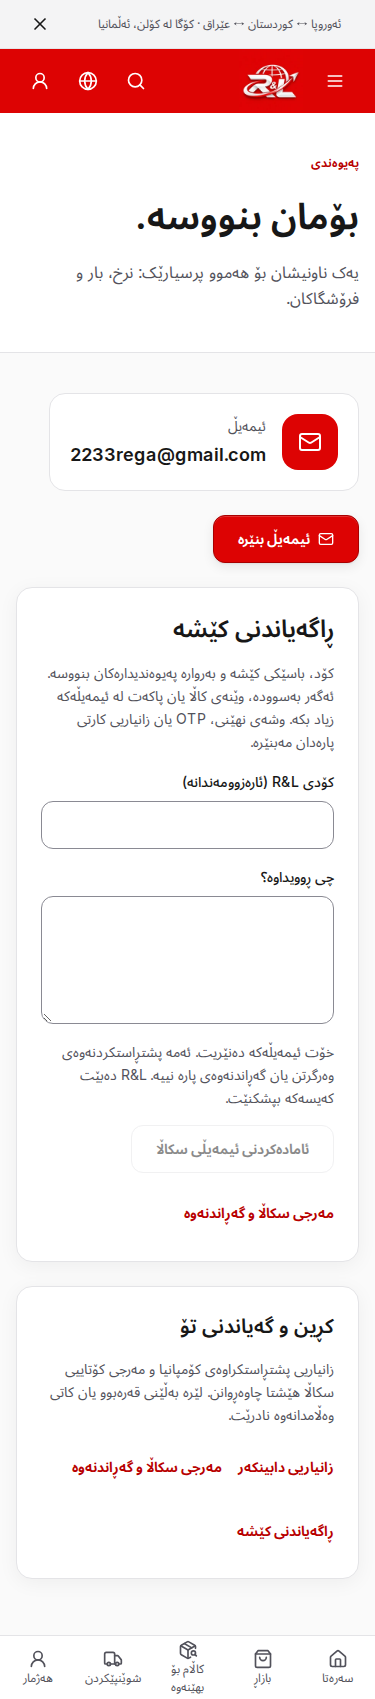 ئەوروپا ↔ کوردستان ↔ عێراق · کۆگا لە کۆلن، ئەڵمانیا
R&L
پەیوەندی
بۆمان بنووسە.
یەک ناونیشان بۆ هەموو پرسیارێک: نرخ، بار و
فرۆشگاکان.
ئیمەیڵ
2233rega@gmail.com
ئیمەیڵ بنێرە
ڕاگەیاندنی کێشە
کۆد، باسێکی کێشە و بەروارە پەیوەندیدارەکان بنووسە.
ئەگەر بەسوودە، وێنەی کاڵا یان پاکەت لە ئیمەیڵەکە
زیاد بکە. وشەی نهێنی، OTP یان زانیاریی کارتی
پارەدان مەبنێرە.
کۆدی R&L (ئارەزوومەندانە)
چی ڕوویداوە؟
خۆت ئیمەیڵەکە دەنێریت. ئەمە پشتڕاستکردنەوەی
وەرگرتن یان گەڕاندنەوەی پارە نییە. R&L دەبێت
کەیسەکە بپشکنێت.
ئامادەکردنی ئیمەیڵی سکاڵا
مەرجی سکاڵا و گەڕاندنەوە
کڕین و گەیاندنی تۆ
زانیاریی پشتڕاستکراوەی کۆمپانیا و مەرجی کۆتایی
سکاڵا هێشتا چاوەڕوانن. لێرە بەڵێنی قەرەبوو یان کاتی
وەڵامدانەوە نادرێت.
زانیاریی دابینکەر مەرجی سکاڵا و گەڕاندنەوە
ڕاگەیاندنی کێشە
سەرەتا
بازاڕ
کاڵام بۆ
بهێنەوە
شوێنپێکردن
هەژمار